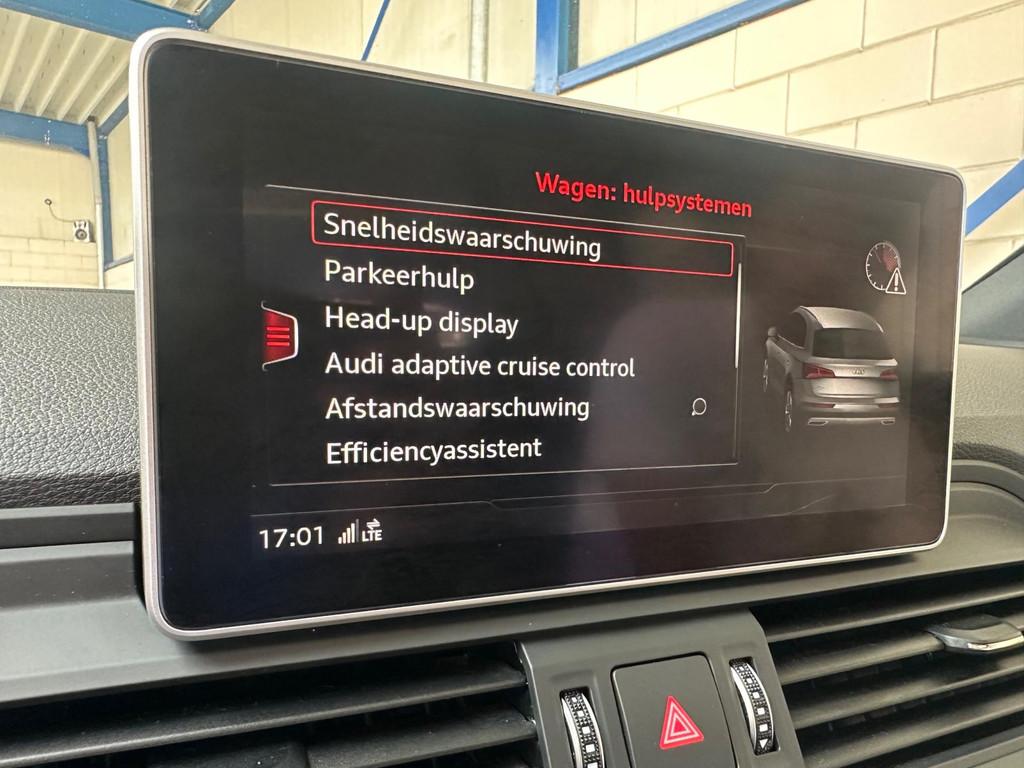 Wagen: hulpsystemen
Snelheidswaarschuwing
Parkeerhulp
Head-up display
Audi adaptive cruise control
Afstandswaarschuwing
Efficiencyassistent
17:01 LTE